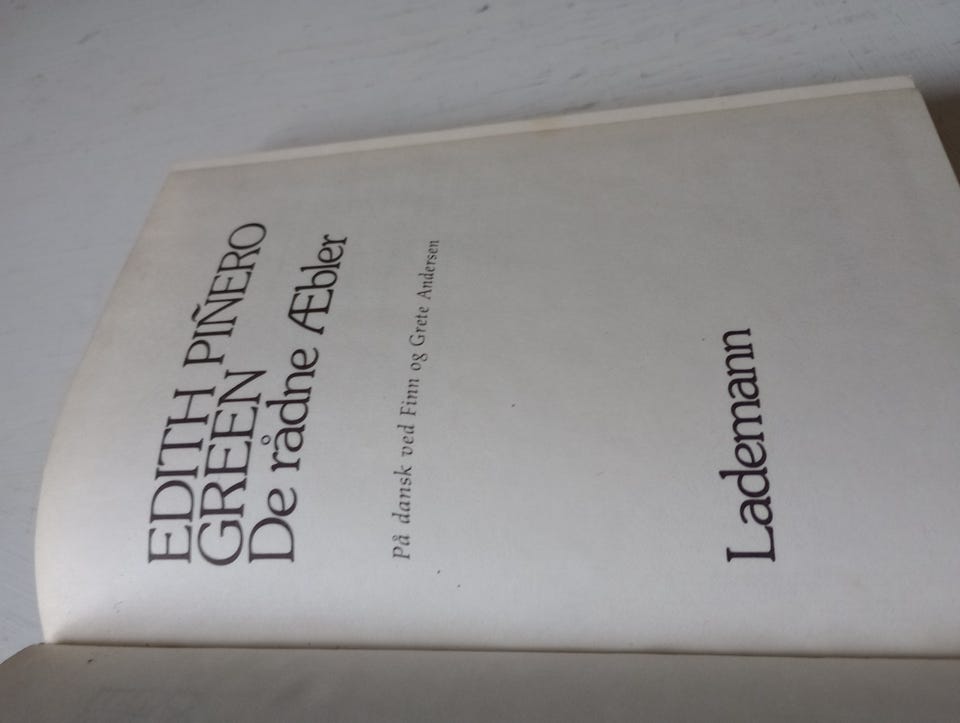 EDITH PIÑERO
GREEN
De rådne Æbler
På dansk ved Finn og Grete Andersen
Lademann